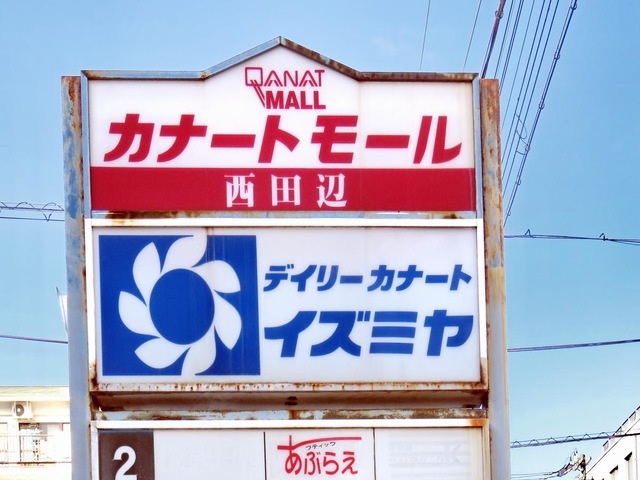 QANAT
MALL
カナートモール
西田辺
デイリーカナート
イズミヤ
2
ブティック
あぶらえ